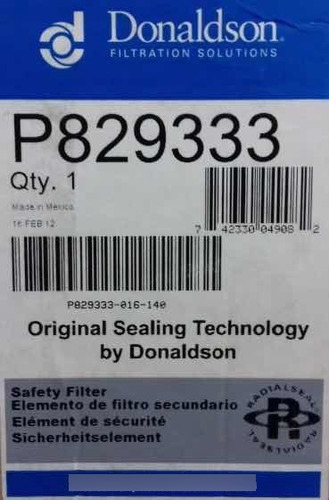 Donaldson®
FILTRATION SOLUTIONS
P829333
Qty. 1
Made in Mexico
16 FEB 12
7 42330 04908 2
P829333-016-140
Original Sealing Technology
by Donaldson
Safety Filter
Elemento de filtro secundario
Elément de sécurité
Sicherheitselement
RADIALSEAL
RADIALSEAL